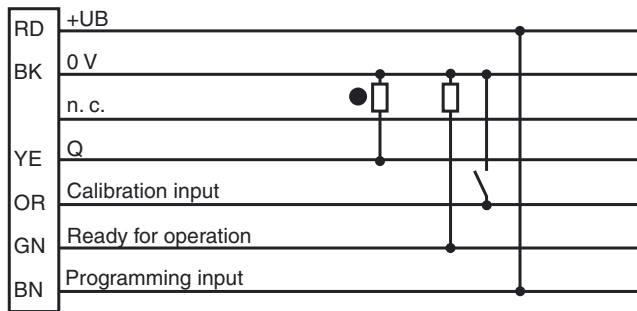 RD +UB
BK 0 V
n. c.
YE Q
OR Calibration input
GN Ready for operation
BN Programming input